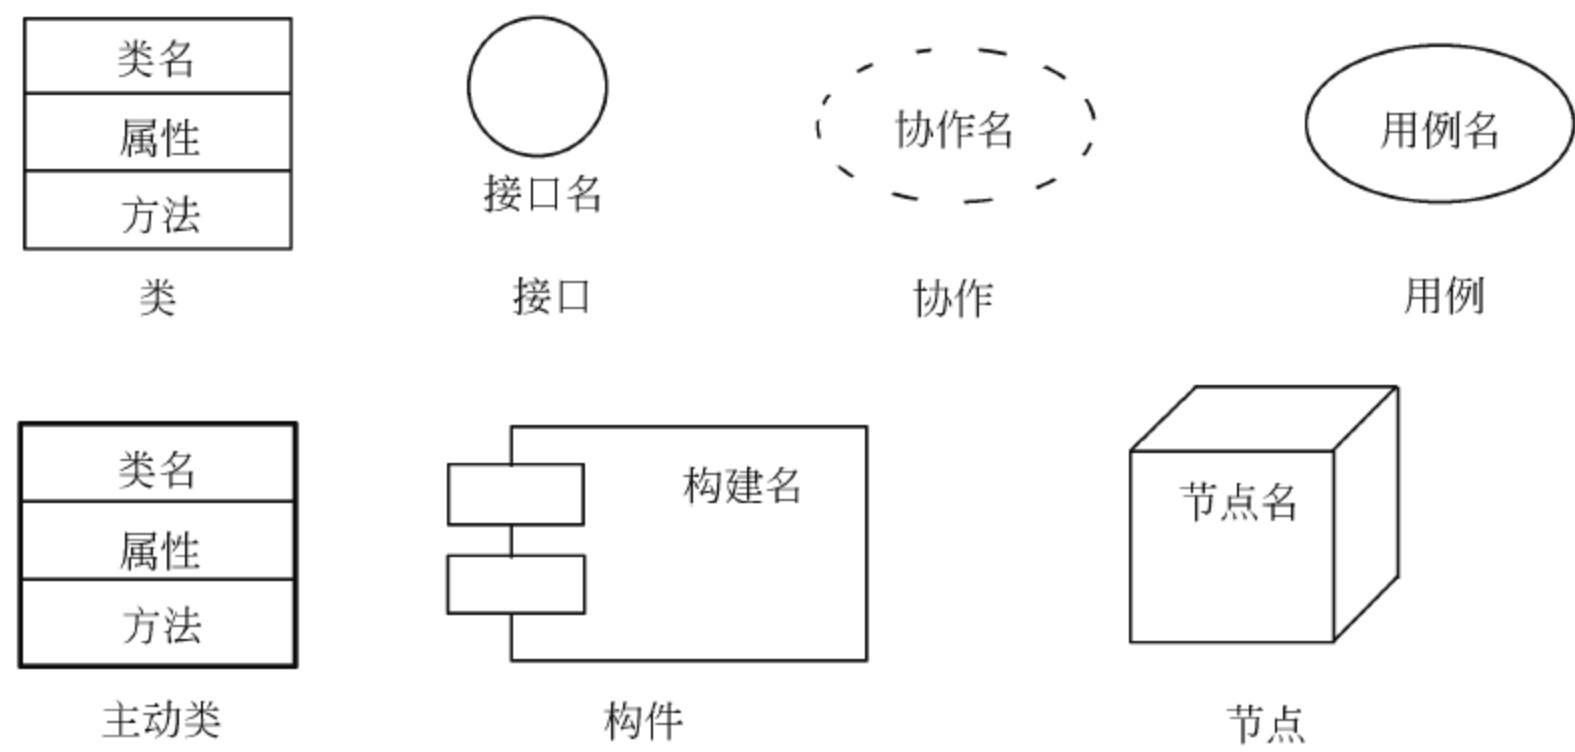 类名
属性
方法
类
接口名
接口
协作名
协作
用例名
用例
类名
属性
方法
主动类
构建名
构件
节点名
节点